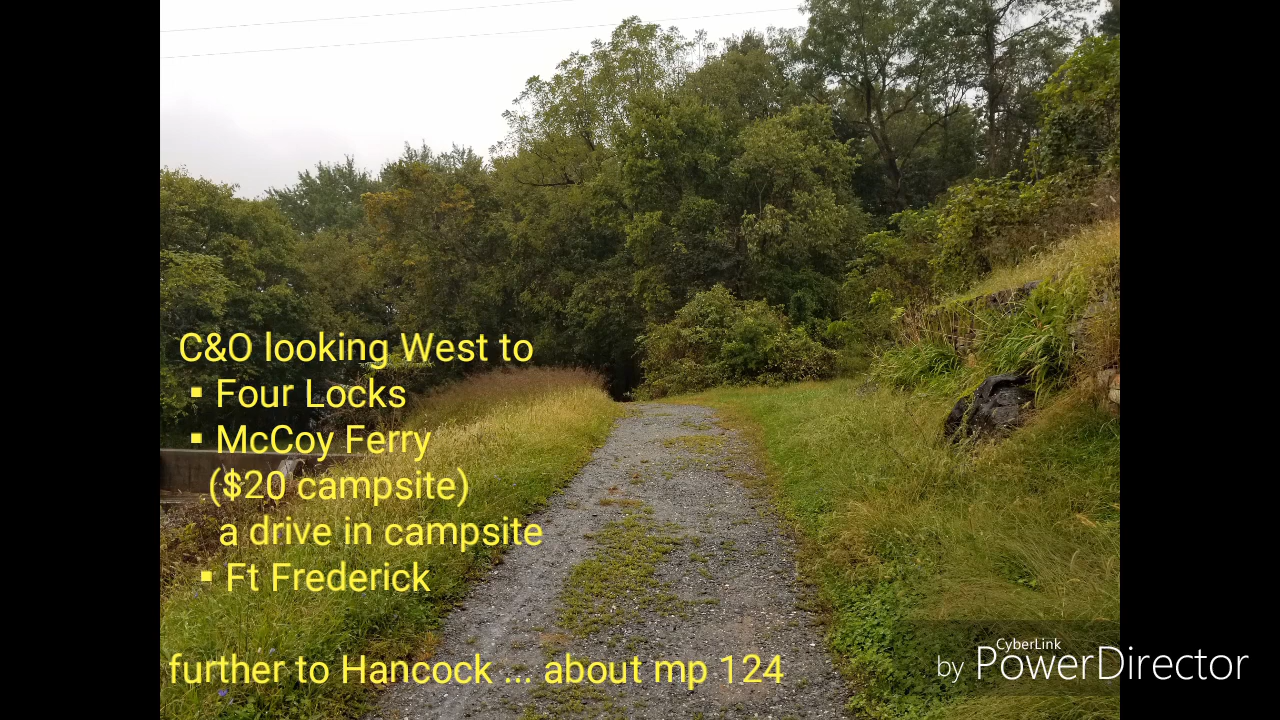 C&O looking West to
▪ Four Locks
▪ McCoy Ferry
($20 campsite)
a drive in campsite
▪ Ft Frederick
further to Hancock ... about mp 124
CyberLink
by PowerDirector